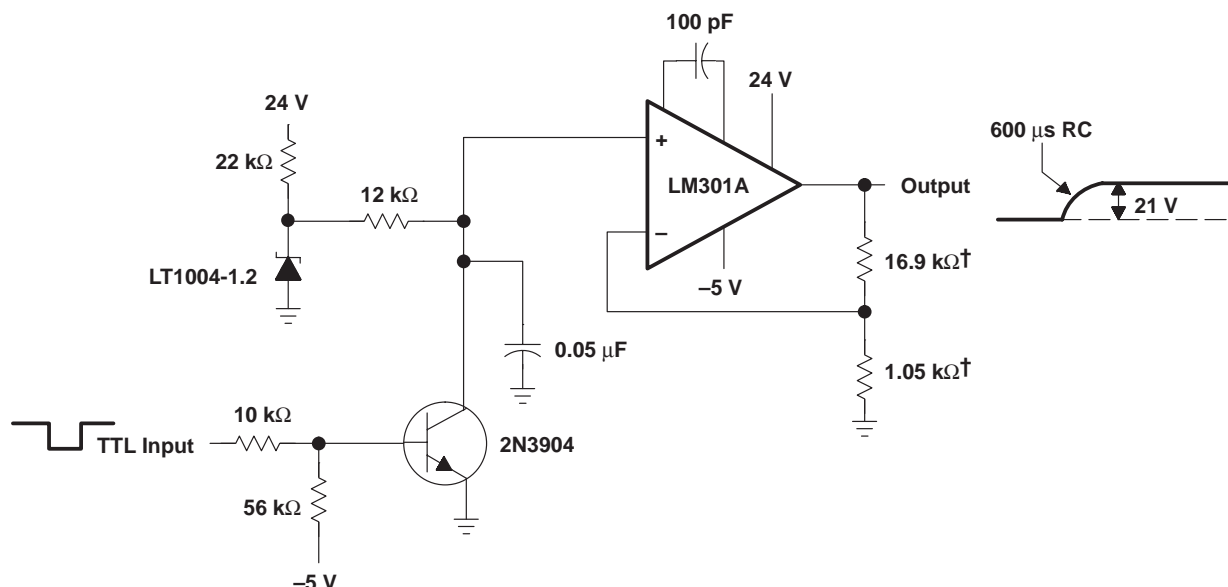 100 pF
24 V
24 V
600 μs RC
22 kΩ
+
LM301A
Output
12 kΩ
21 V
−
LT1004-1.2
–5 V
16.9 kΩ†
0.05 μF
1.05 kΩ†
10 kΩ
TTL Input
2N3904
56 kΩ
–5 V